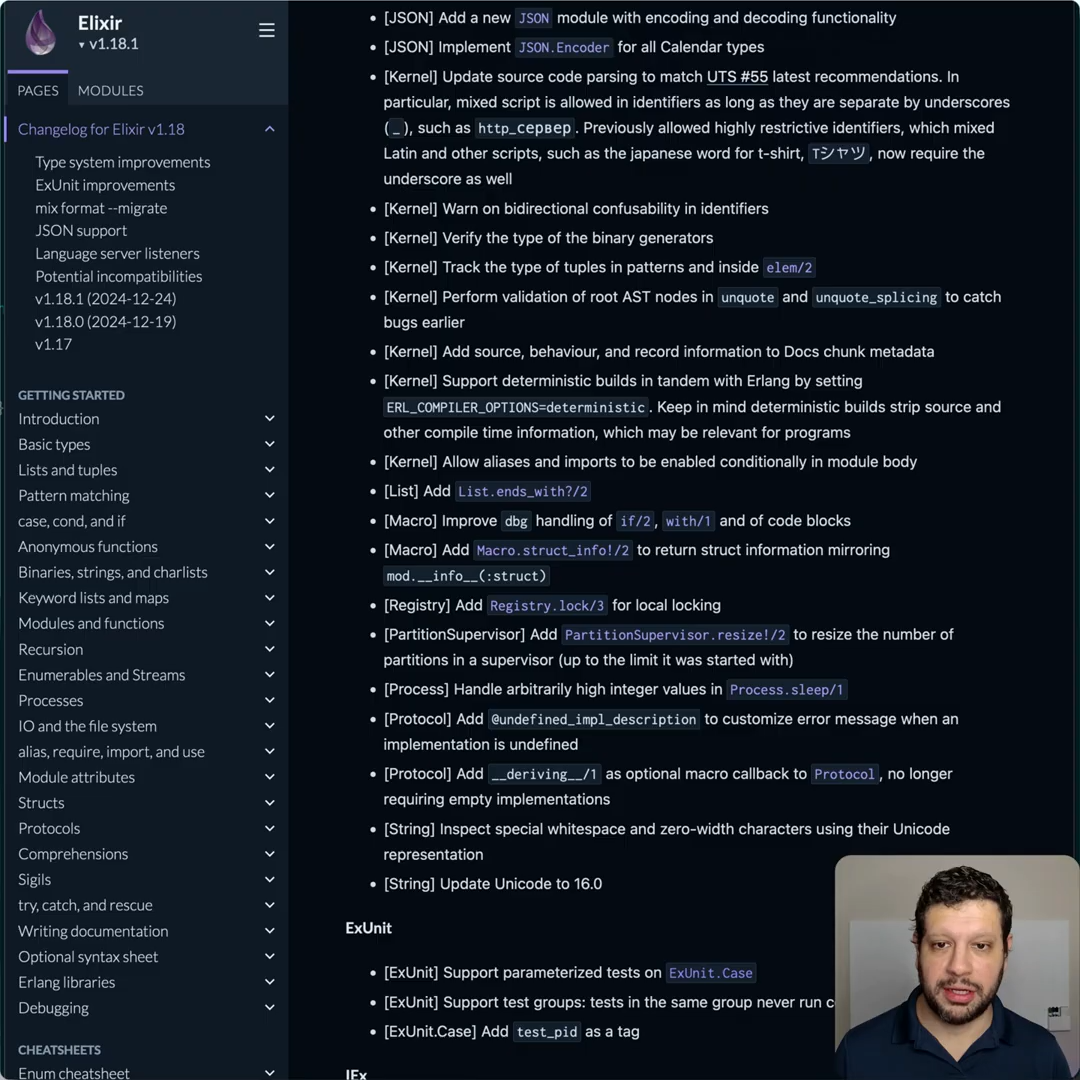 Elixir
v1.18.1
PAGES MODULES
Changelog for Elixir v1.18
Type system improvements
ExUnit improvements
mix format --migrate
JSON support
Language server listeners
Potential incompatibilities
v1.18.1 (2024-12-24)
v1.18.0 (2024-12-19)
v1.17
GETTING STARTED
Introduction
Basic types
Lists and tuples
Pattern matching
case, cond, and if
Anonymous functions
Binaries, strings, and charlists
Keyword lists and maps
Modules and functions
Recursion
Enumerables and Streams
Processes
IO and the file system
alias, require, import, and use
Module attributes
Structs
Protocols
Comprehensions
Sigils
try, catch, and rescue
Writing documentation
Optional syntax sheet
Erlang libraries
Debugging
CHEATSHEETS
Enum cheatsheet
[JSON] Add a new JSON module with encoding and decoding functionality
[JSON] Implement JSON.Encoder for all Calendar types
[Kernel] Update source code parsing to match UTS #55 latest recommendations. In
particular, mixed script is allowed in identifiers as long as they are separate by underscores
(_), such as http_сервер. Previously allowed highly restrictive identifiers, which mixed
Latin and other scripts, such as the japanese word for t-shirt, Tシャツ, now require the
underscore as well
[Kernel] Warn on bidirectional confusability in identifiers
[Kernel] Verify the type of the binary generators
[Kernel] Track the type of tuples in patterns and inside elem/2
[Kernel] Perform validation of root AST nodes in unquote and unquote_splicing to catch
bugs earlier
[Kernel] Add source, behaviour, and record information to Docs chunk metadata
[Kernel] Support deterministic builds in tandem with Erlang by setting
ERL_COMPILER_OPTIONS=deterministic. Keep in mind deterministic builds strip source and
other compile time information, which may be relevant for programs
[Kernel] Allow aliases and imports to be enabled conditionally in module body
[List] Add List.ends_with?/2
[Macro] Improve dbg handling of if/2, with/1 and of code blocks
[Macro] Add Macro.struct_info!/2 to return struct information mirroring
mod.__info__(:struct)
[Registry] Add Registry.lock/3 for local locking
[PartitionSupervisor] Add PartitionSupervisor.resize!/2 to resize the number of
partitions in a supervisor (up to the limit it was started with)
[Process] Handle arbitrarily high integer values in Process.sleep/1
[Protocol] Add @undefined_impl_description to customize error message when an
implementation is undefined
[Protocol] Add __deriving__/1 as optional macro callback to Protocol, no longer
requiring empty implementations
[String] Inspect special whitespace and zero-width characters using their Unicode
representation
[String] Update Unicode to 16.0
ExUnit
[ExUnit] Support parameterized tests on ExUnit.Case
[ExUnit] Support test groups: tests in the same group never run
[ExUnit.Case] Add test_pid as a tag
IEx